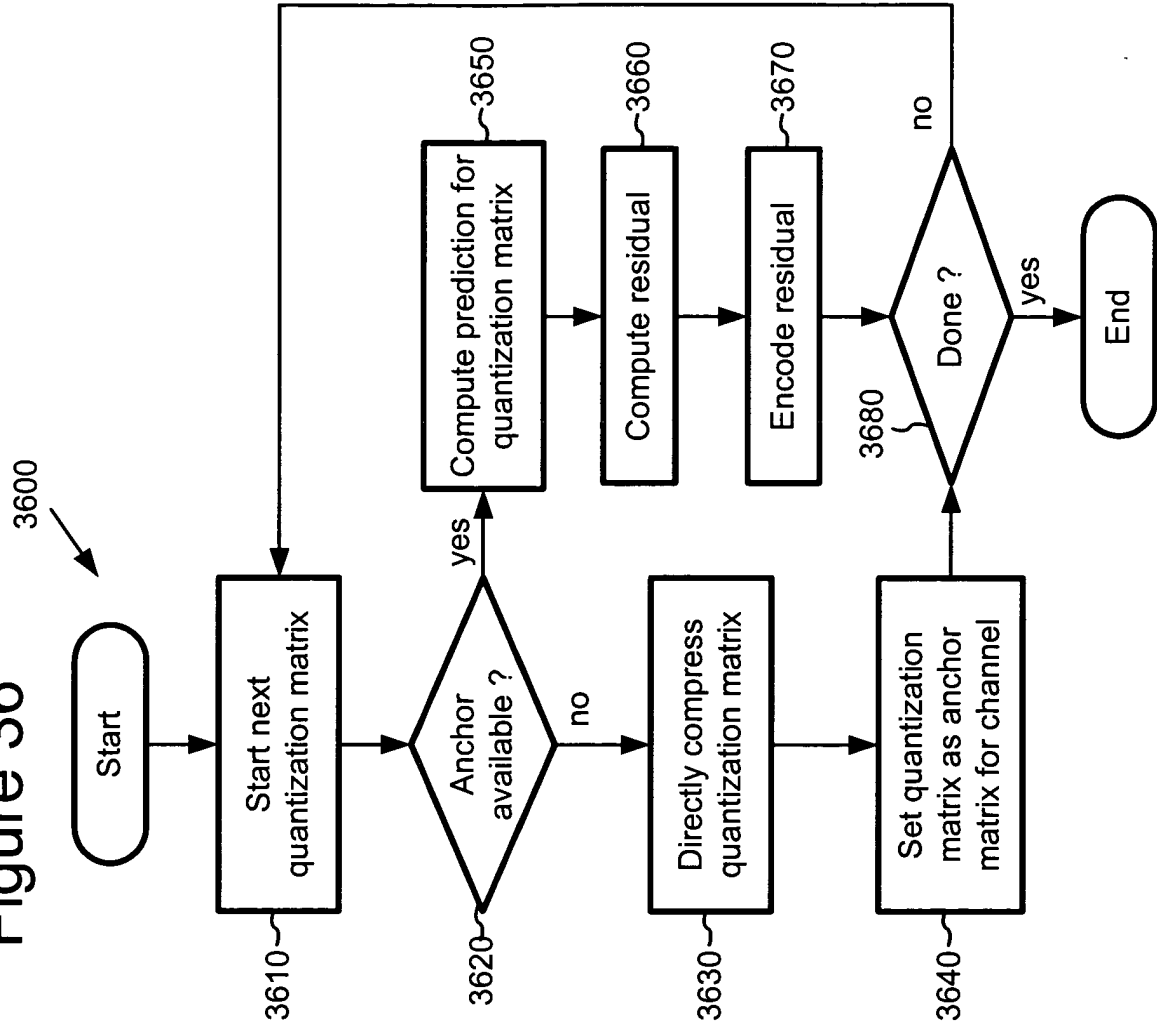 Figure 36
3600
Start
Start next
quantization matrix
3610
Anchor
available ?
3620
yes
no
Directly compress
quantization matrix
3630
Set quantization
matrix as anchor
matrix for channel
3640
Compute prediction for
quantization matrix
3650
Compute residual
3660
Encode residual
3670
Done ?
3680
no
yes
End